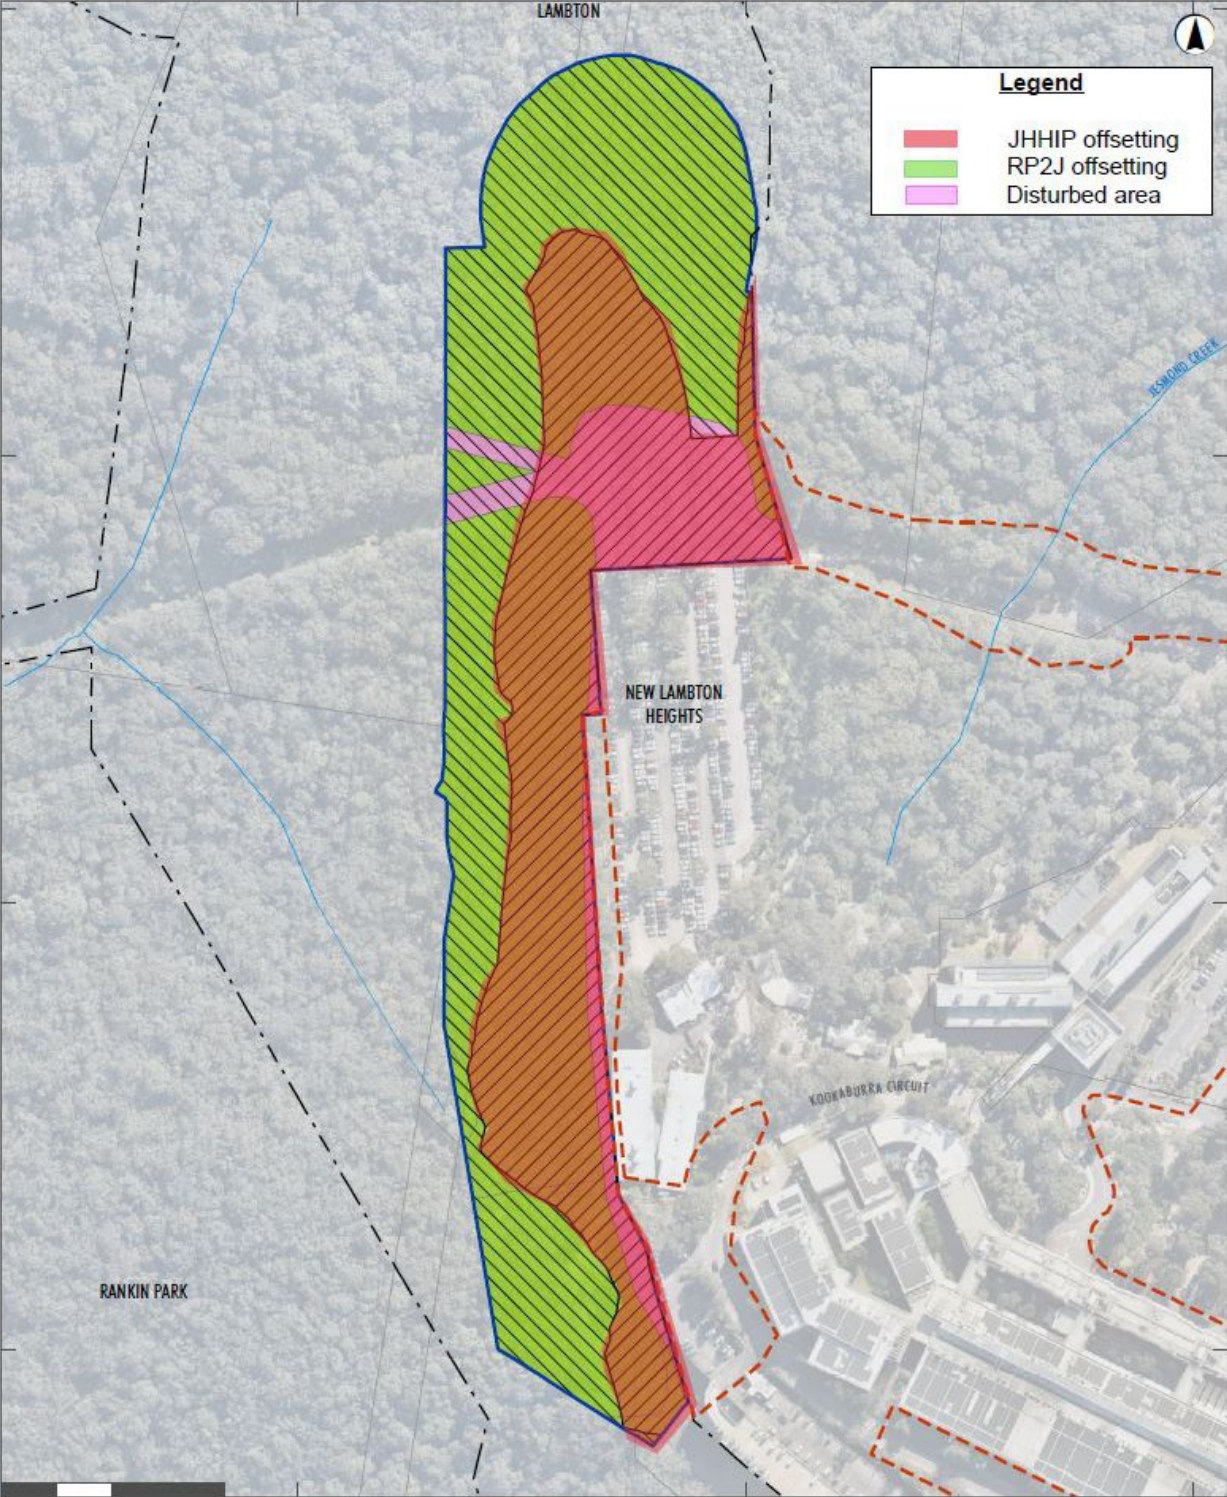 LAMBTON
Legend
JHHIP offsetting
RP2J offsetting
Disturbed area
JESMOND CREEK
NEW LAMBTON
HEIGHTS
KOOKABURRA CIRCUIT
RANKIN PARK